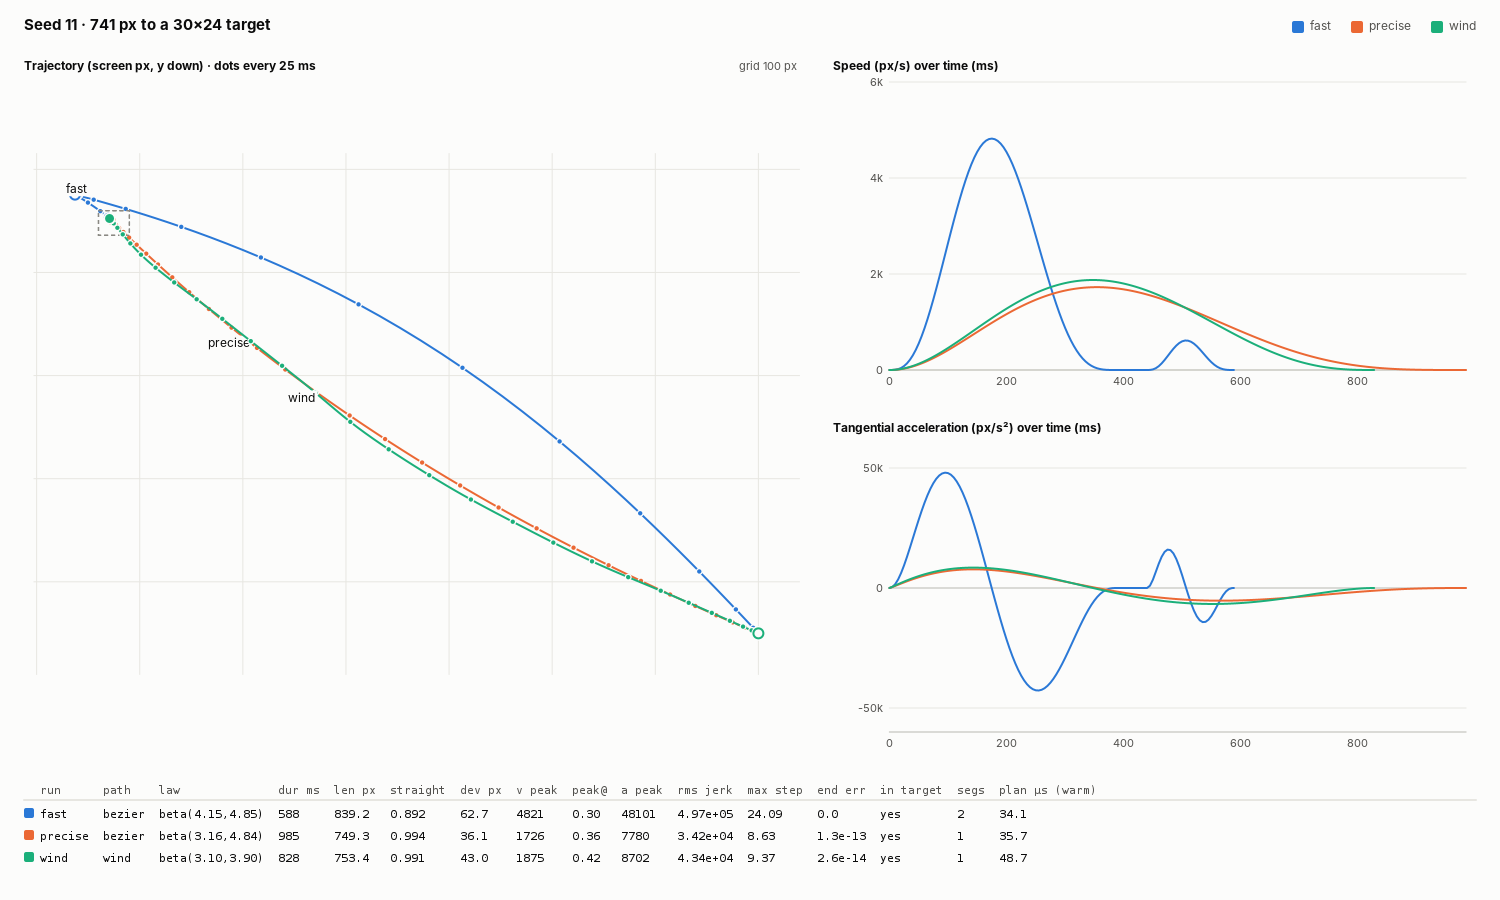 Seed 11 · 741 px to a 30×24 target
fast precise wind
Trajectory (screen px, y down) · dots every 25 ms
grid 100 px
fast
precise
wind
Speed (px/s) over time (ms)
6k
4k
2k
0
0 200 400 600 800
Tangential acceleration (px/s²) over time (ms)
50k
0
-50k
0 200 400 600 800
run path law dur ms len px straight dev px v peak peak@ a peak rms jerk max step end err in target segs plan µs (warm)
fast bezier beta(4.15,4.85) 588 839.2 0.892 62.7 4821 0.30 48101 4.97e+05 24.09 0.0 yes 2 34.1
precise bezier beta(3.16,4.84) 985 749.3 0.994 36.1 1726 0.36 7780 3.42e+04 8.63 1.3e-13 yes 1 35.7
wind wind beta(3.10,3.90) 828 753.4 0.991 43.0 1875 0.42 8702 4.34e+04 9.37 2.6e-14 yes 1 48.7